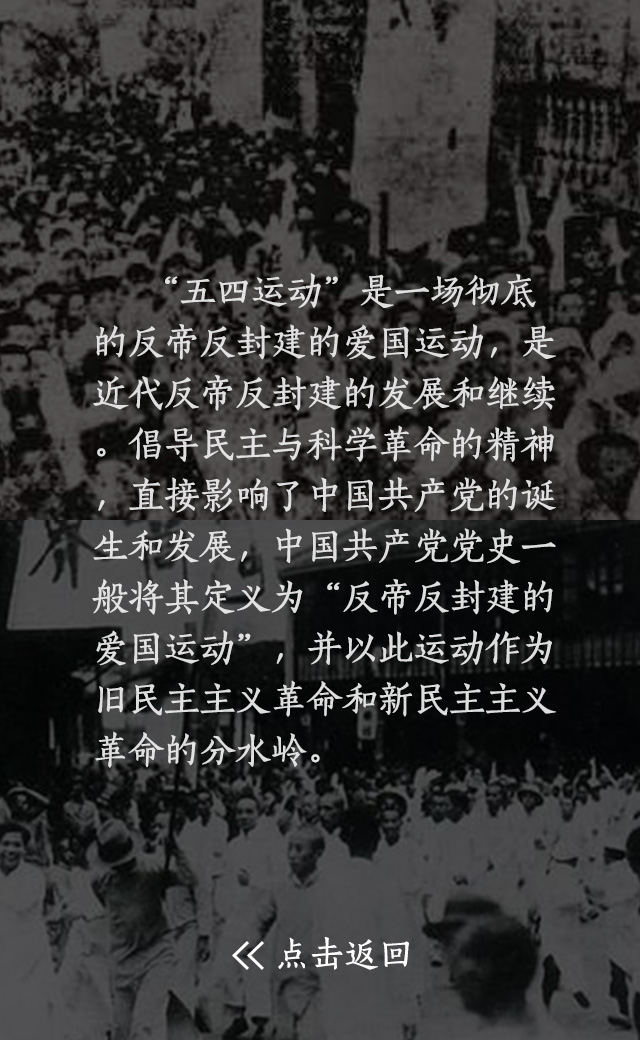 “五四运动”是一场彻底
的反帝反封建的爱国运动，是
近代反帝反封建的发展和继续
。倡导民主与科学革命的精神
，直接影响了中国共产党的诞
生和发展，中国共产党党史一
般将其定义为“反帝反封建的
爱国运动”，并以此运动作为
旧民主主义革命和新民主主义
革命的分水岭。
点击返回